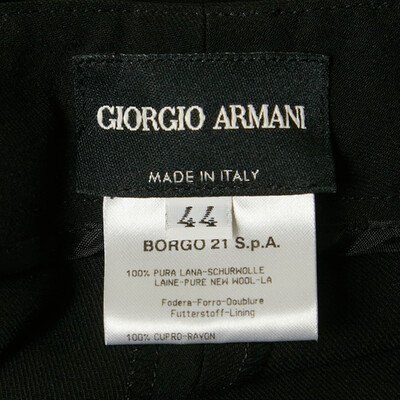 GIORGIO ARMANI
MADE IN ITALY
44
BORGO 21 S.p.A.
100% PURA LANA-SCHURWOLLE
LAINE-PURE NEW WOOL-LA
Fodera-Forro-Doublure
Futterstoff-Lining
100% CUPRO-RAYON